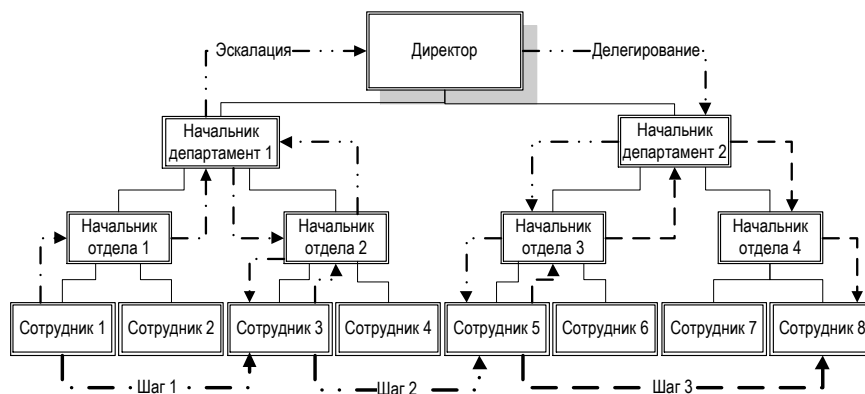 Эскалация
Директор
Делегирование
Начальник
департамент 1
Начальник
департамент 2
Начальник
отдела 1
Начальник
отдела 2
Начальник
отдела 3
Начальник
отдела 4
Сотрудник 1
Сотрудник 2
Сотрудник 3
Сотрудник 4
Сотрудник 5
Сотрудник 6
Сотрудник 7
Сотрудник 8
Шаг 1
Шаг 2
Шаг 3